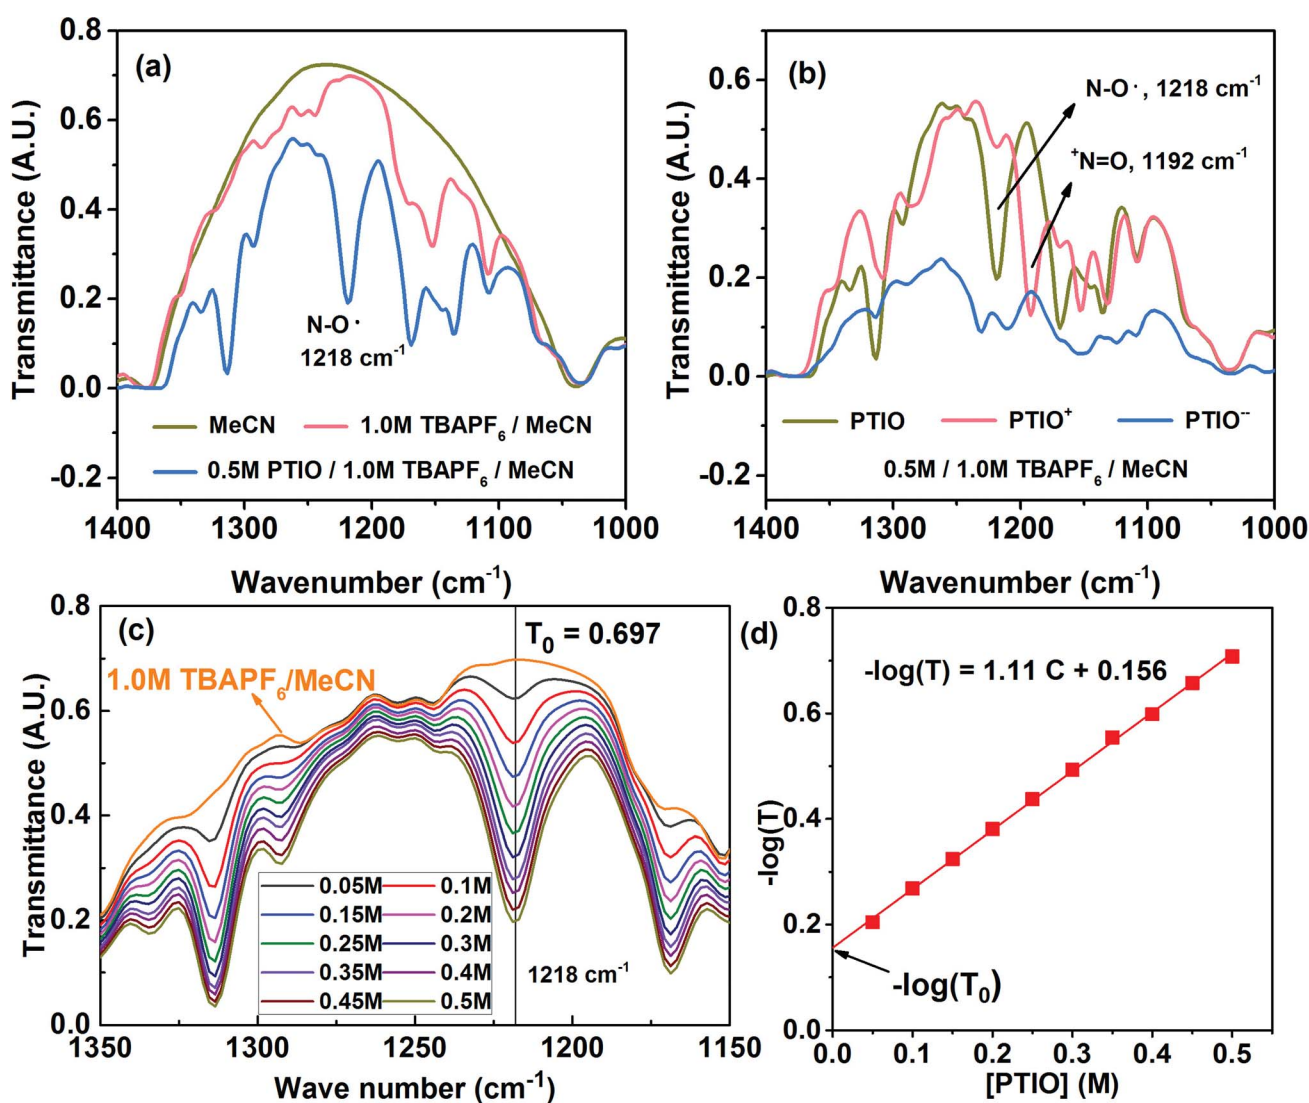 (a)
0.8
0.6
0.4
0.2
0.0
-0.2
Transmittance (A.U.)
N-O·
1218 cm⁻¹
MeCN
1.0M TBAPF₆ / MeCN
0.5M PTIO / 1.0M TBAPF₆ / MeCN
1400 1300 1200 1100 1000
Wavenumber (cm⁻¹)
(b)
0.6
0.4
0.2
0.0
-0.2
Transmittance (A.U.)
N-O·, 1218 cm⁻¹
⁺N=O, 1192 cm⁻¹
PTIO PTIO⁺ PTIO⁻⁻
0.5M / 1.0M TBAPF₆ / MeCN
1400 1300 1200 1100 1000
Wavenumber (cm⁻¹)
(c)
0.8
0.6
0.4
0.2
0.0
Transmittance (A.U.)
T₀ = 0.697
1.0M TBAPF₆/MeCN
0.05M 0.1M
0.15M 0.2M
0.25M 0.3M
0.35M 0.4M
0.45M 0.5M
1218 cm⁻¹
1350 1300 1250 1200 1150
Wave number (cm⁻¹)
(d)
0.8
0.6
0.4
0.2
0.0
-log(T)
-log(T) = 1.11 C + 0.156
-log(T₀)
0.0 0.1 0.2 0.3 0.4 0.5
[PTIO] (M)